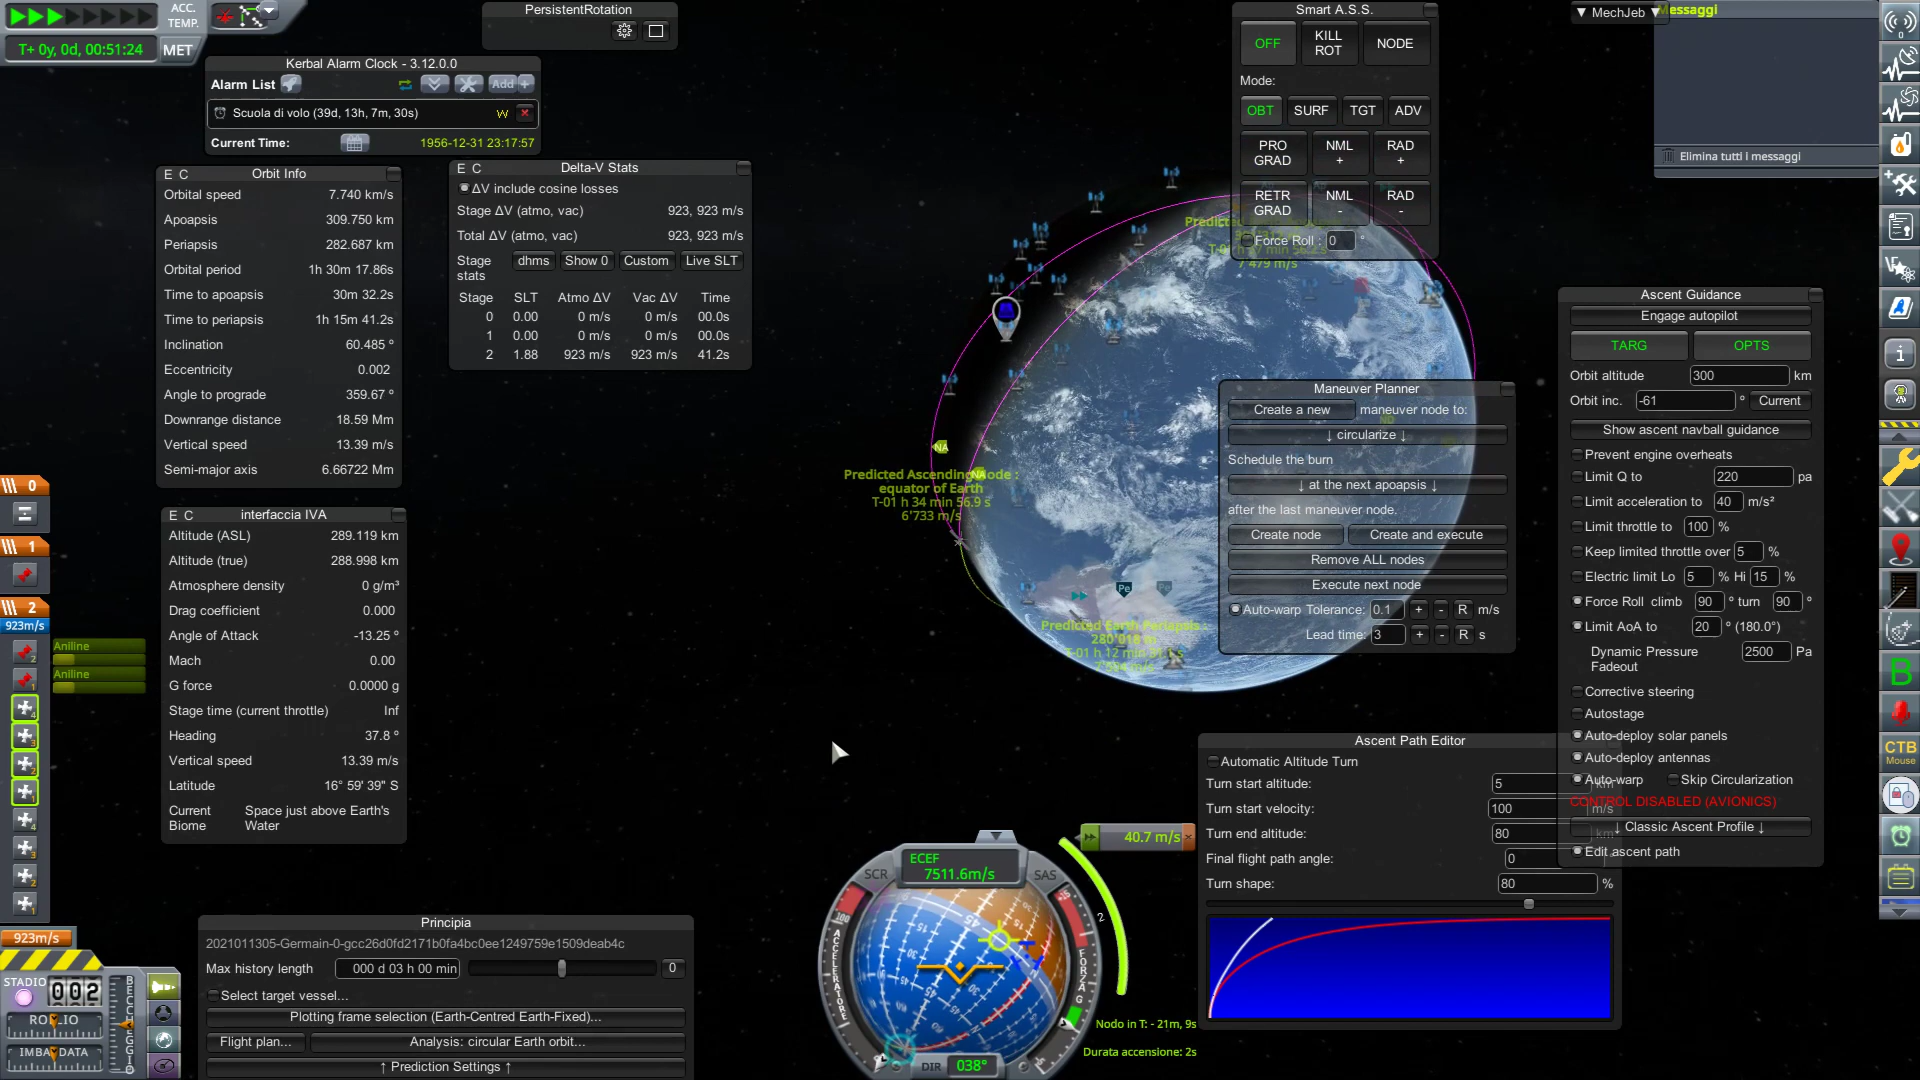 ACC.
TEMP.
T+ 0y, 0d, 00:51:24
MET
PersistentRotation
Kerbal Alarm Clock - 3.12.0.0
Alarm List
Add +
Scuola di volo (39d, 13h, 7m, 30s)
W
Current Time:
1956-12-31 23:17:57
E C Orbit Info
Orbital speed 7.740 km/s
Apoapsis 309.750 km
Periapsis 282.687 km
Orbital period 1h 30m 17.86s
Time to apoapsis 30m 32.2s
Time to periapsis 1h 15m 41.2s
Inclination 60.485 º
Eccentricity 0.002
Angle to prograde 359.67 º
Downrange distance 18.59 Mm
Vertical speed 13.39 m/s
Semi-major axis 6.66722 Mm
E C Delta-V Stats
ΔV include cosine losses
Stage ΔV (atmo, vac) 923, 923 m/s
Total ΔV (atmo, vac) 923, 923 m/s
Stage stats
dhms Show 0 Custom Live SLT
Stage SLT Atmo ΔV Vac ΔV Time
0 0.00 0 m/s 0 m/s 00.0s
1 0.00 0 m/s 0 m/s 00.0s
2 1.88 923 m/s 923 m/s 41.2s
E C interfaccia IVA
Altitude (ASL) 289.119 km
Altitude (true) 288.998 km
Atmosphere density 0 g/m³
Drag coefficient 0.000
Angle of Attack -13.25 º
Mach 0.00
G force 0.0000 g
Stage time (current throttle) Inf
Heading 37.8 º
Vertical speed 13.39 m/s
Latitude 16° 59' 39" S
Current Biome
Space just above Earth's Water
0
1
2
923m/s
Aniline
Aniline
923m/s
STADIO
002
ROLLIO
IMBARDATA
BECCHEGGIO
Principia
2021011305-Germain-0-gcc26d0fd2171b0fa4bc0ee1249759e1509deab4c
Max history length 000 d 03 h 00 min 0
Select target vessel...
Plotting frame selection (Earth-Centred Earth-Fixed)...
Flight plan... Analysis: circular Earth orbit...
↑ Prediction Settings ↑
Predicted Ascending Node :
equator of Earth
T-01 h 34 min 56.9 s
6'733 m/s
NA
Pe
Predicted Earth Periapsis :
280'018 m
7'479 m/s
SCR
ECEF
7511.6m/s
SAS
40.7 m/s
ACCELERATORE
FORZA G
100
2
DIR 038°
Nodo in T: - 21m, 9s
Durata accensione: 2s
Smart A.S.S.
OFF
KILL ROT
NODE
Mode:
OBT SURF TGT ADV
PRO GRAD
NML +
RAD +
RETR GRAD
NML -
RAD -
Force Roll : 0 °
Maneuver Planner
Create a new maneuver node to:
↓ circularize ↓
Schedule the burn
↓ at the next apoapsis ↓
after the last maneuver node.
Create node Create and execute
Remove ALL nodes
Execute next node
Auto-warp Tolerance: 0.1 + - R m/s
Lead time: 3 + - R s
Ascent Path Editor
Automatic Altitude Turn
Turn start altitude: 5 km
Turn start velocity: 100 m/s
Turn end altitude: 80
Final flight path angle: 0
Turn shape: 80 %
▼ MechJeb ▼
Messaggi
Elimina tutti i messaggi
Ascent Guidance
Engage autopilot
TARG OPTS
Orbit altitude 300 km
Orbit inc. -61 º Current
Show ascent navball guidance
Prevent engine overheats
Limit Q to 220 pa
Limit acceleration to 40 m/s²
Limit throttle to 100 %
Keep limited throttle over 5 %
Electric limit Lo 5 % Hi 15 %
Force Roll climb 90 º turn 90 º
Limit AoA to 20 º (180.0°)
Dynamic Pressure Fadeout
2500 Pa
Corrective steering
Autostage
Auto-deploy solar panels
Auto-deploy antennas
Auto-warp Skip Circularization
CONTROL DISABLED (AVIONICS)
↓ Classic Ascent Profile ↓
Edit ascent path
B
CTB
Mouse